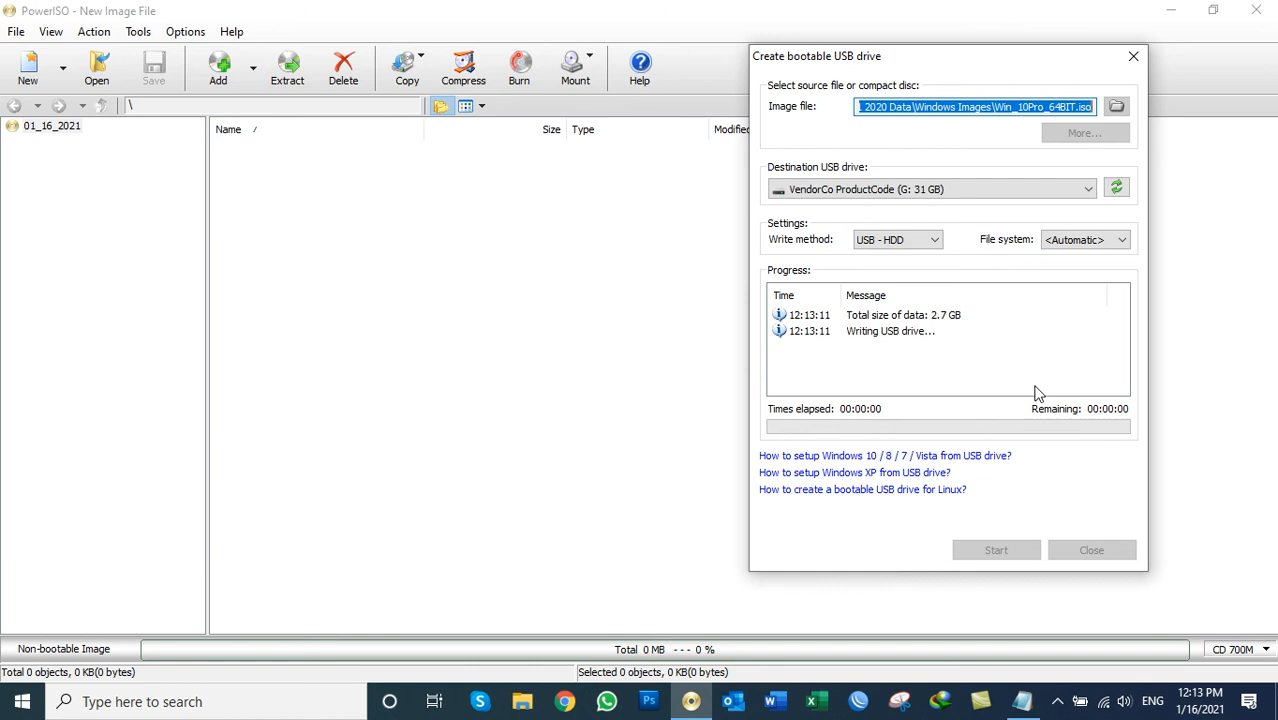 PowerISO - New Image File
File View Action Tools Options Help
New Open Save Add Extract Delete Copy Compress Burn Mount Help
\
01_16_2021
Name / Size Type Modified
Create bootable USB drive
Select source file or compact disc:
Image file: 2020 Data\Windows Images\Win_10Pro_64BIT.iso
More...
Destination USB drive:
VendorCo ProductCode (G: 31 GB)
Settings:
Write method: USB - HDD File system: <Automatic>
Progress:
Time Message
12:13:11 Total size of data: 2.7 GB
12:13:11 Writing USB drive...
Times elapsed: 00:00:00 Remaining: 00:00:00
How to setup Windows 10 / 8 / 7 / Vista from USB drive?
How to setup Windows XP from USB drive?
How to create a bootable USB drive for Linux?
Start Close
Non-bootable Image Total 0 MB --- 0 % CD 700M
Total 0 objects, 0 KB(0 bytes) Selected 0 objects, 0 KB(0 bytes)
Type here to search
ENG
12:13 PM
1/16/2021